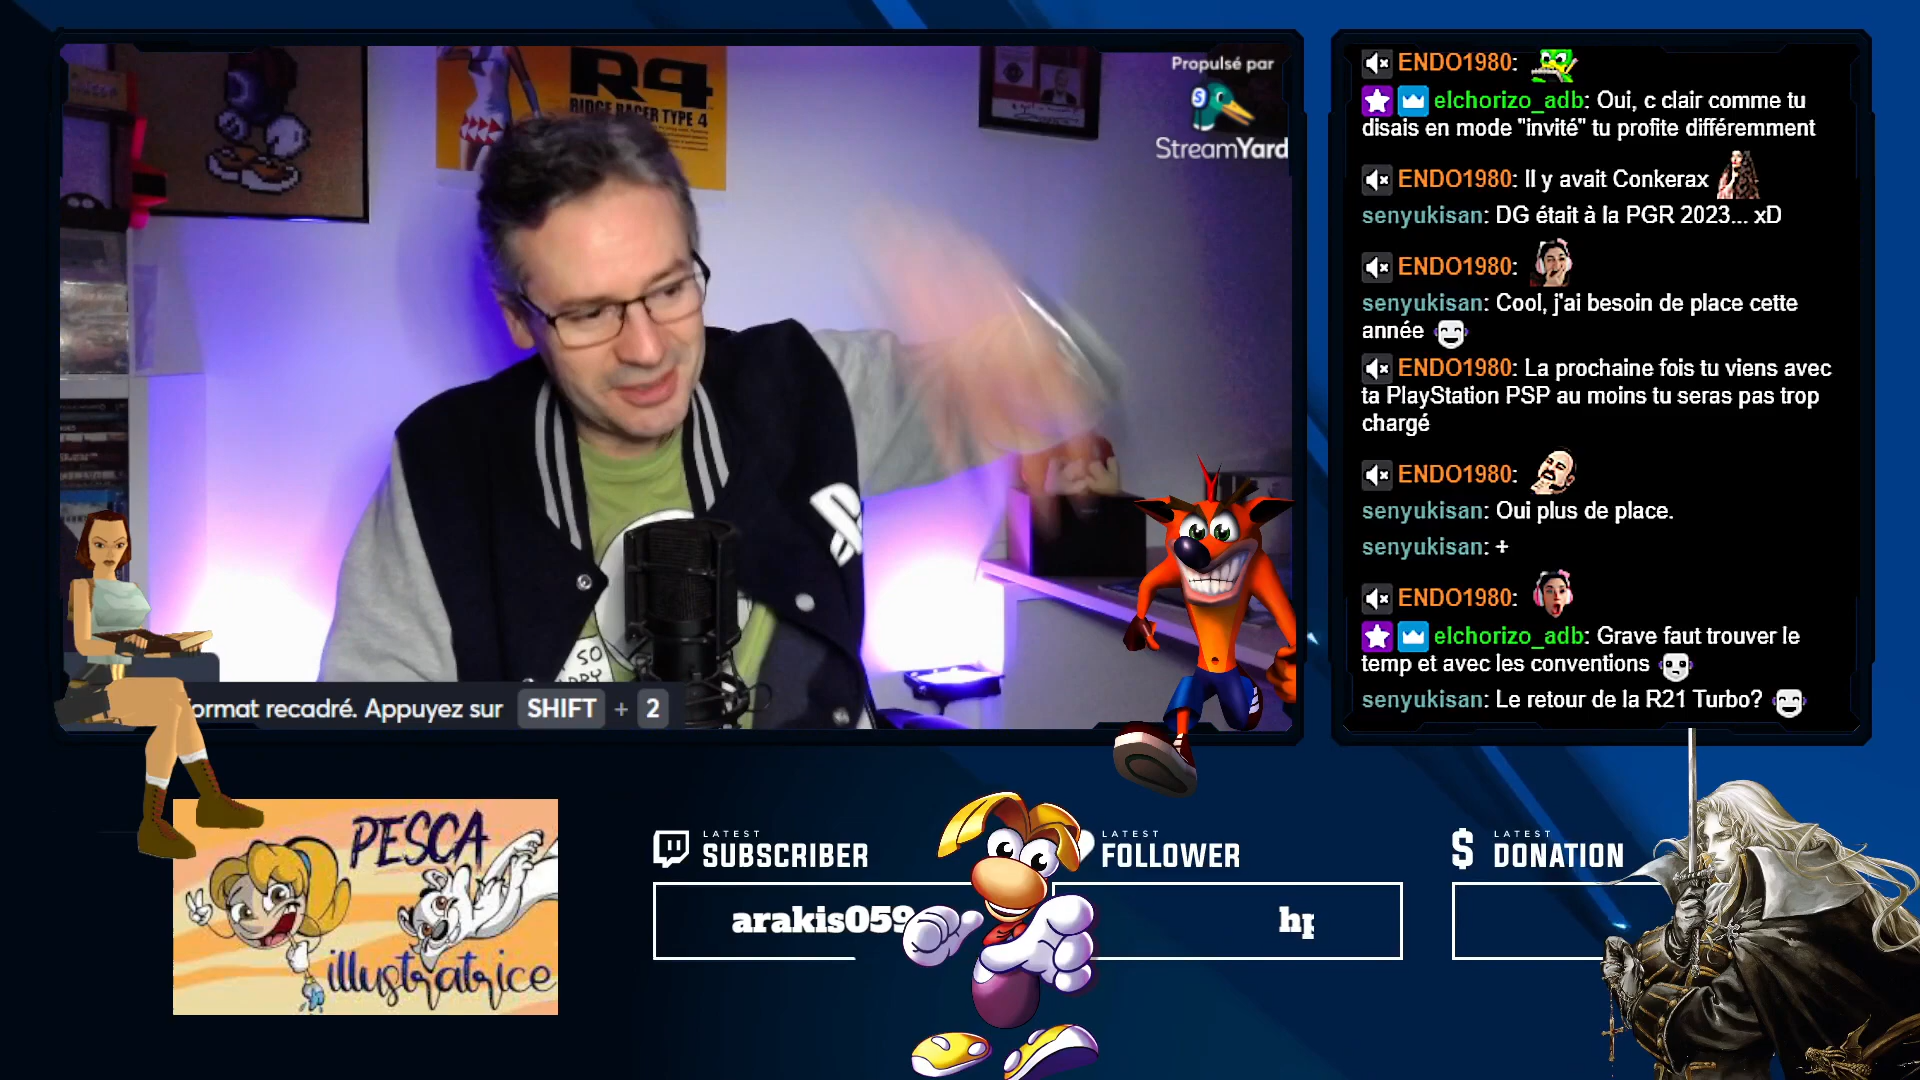 R4
RIDGE RACER TYPE 4
Propulsé par
StreamYard
SO
ormat recadré. Appuyez sur SHIFT + 2
ENDO1980:
elchorizo_adb: Oui, c clair comme tu
disais en mode "invité" tu profite différemment
ENDO1980: Il y avait Conkerax
senyukisan: DG était à la PGR 2023... xD
ENDO1980:
senyukisan: Cool, j'ai besoin de place cette
année
ENDO1980: La prochaine fois tu viens avec
ta PlayStation PSP au moins tu seras pas trop
chargé
ENDO1980:
senyukisan: Oui plus de place.
senyukisan: +
ENDO1980:
elchorizo_adb: Grave faut trouver le
temp et avec les conventions
senyukisan: Le retour de la R21 Turbo?
PESCA
illustratrice
LATEST
SUBSCRIBER
arakis059
LATEST
FOLLOWER
hp
LATEST
DONATION